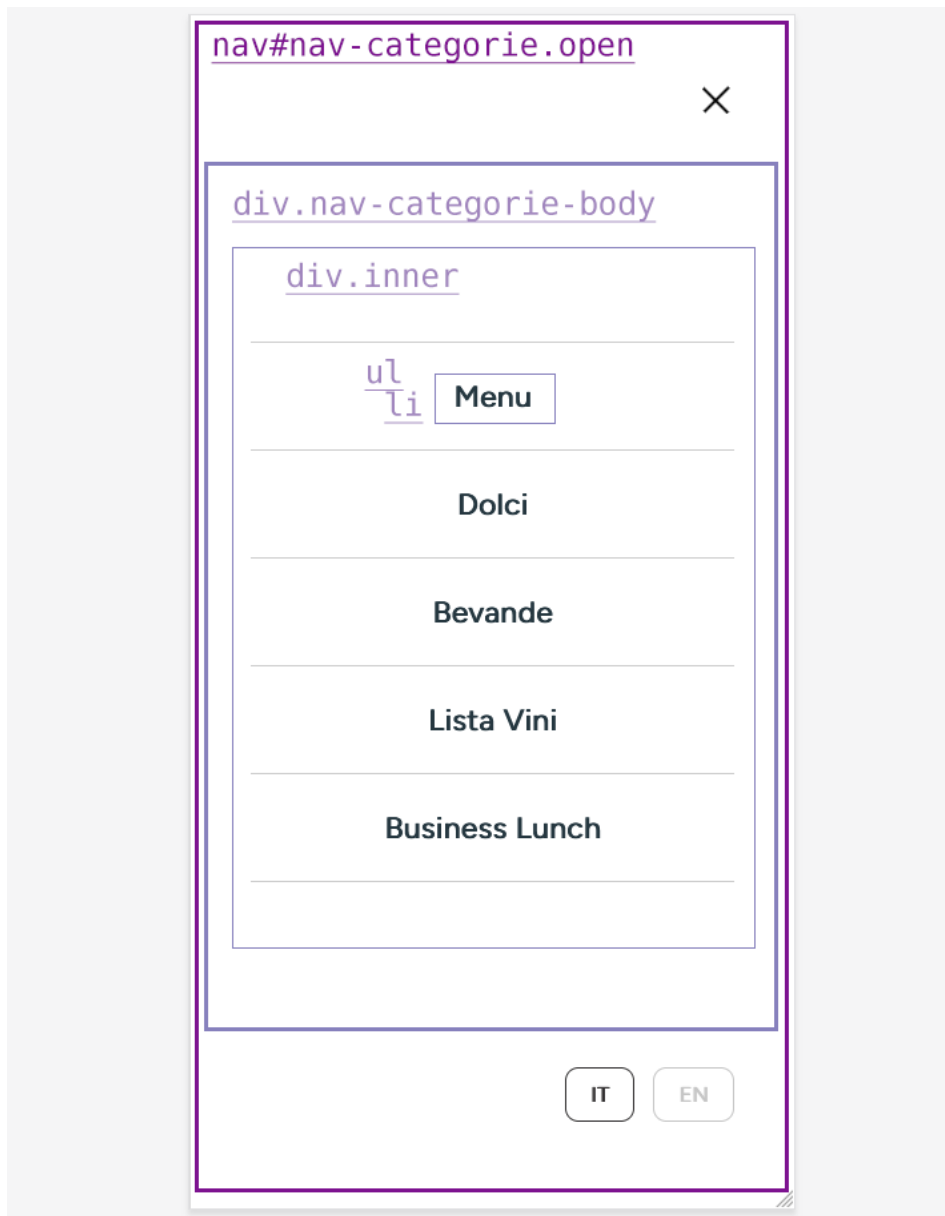 nav#nav-categorie.open
div.nav-categorie-body
div.inner
ul
li Menu
Dolci
Bevande
Lista Vini
Business Lunch
IT EN